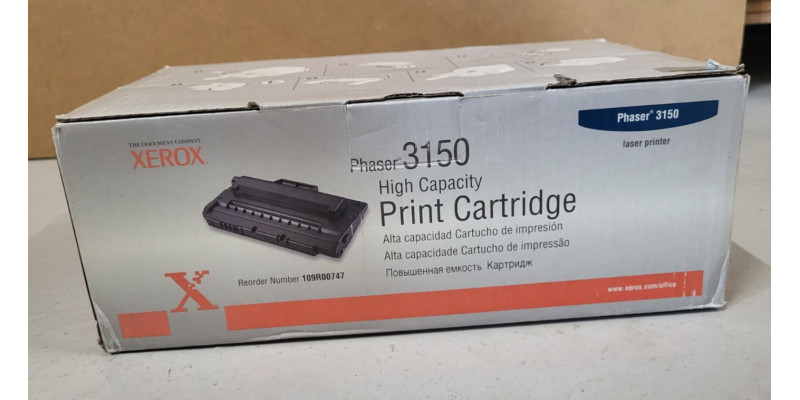 THE DOCUMENT COMPANY
XEROX
Phaser 3150
High Capacity
Print Cartridge
Alta capacidad Cartucho de impresión
Alta capacidade Cartucho de impressão
Повышенная емкость Картридж
Reorder Number 109R00747
Phaser® 3150
laser printer
www.xerox.com/office